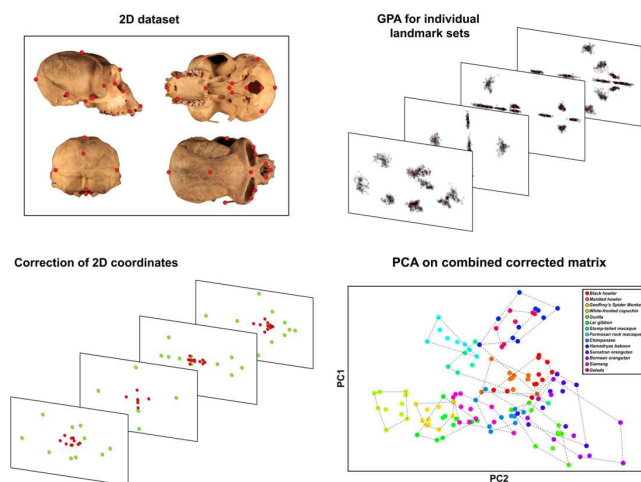 2D dataset
GPA for individual
landmark sets
Correction of 2D coordinates
PCA on combined corrected matrix
Black howler
Mantled howler
Geoffroy's Spider Monkey
White-fronted capuchin
Gorilla
Lar gibbon
Stump-tailed macaque
Formosan rock macaque
Chimpanzee
Hamadryas baboon
Sumatran orangutan
Bornean orangutan
Siamang
Gelada
PC1
PC2